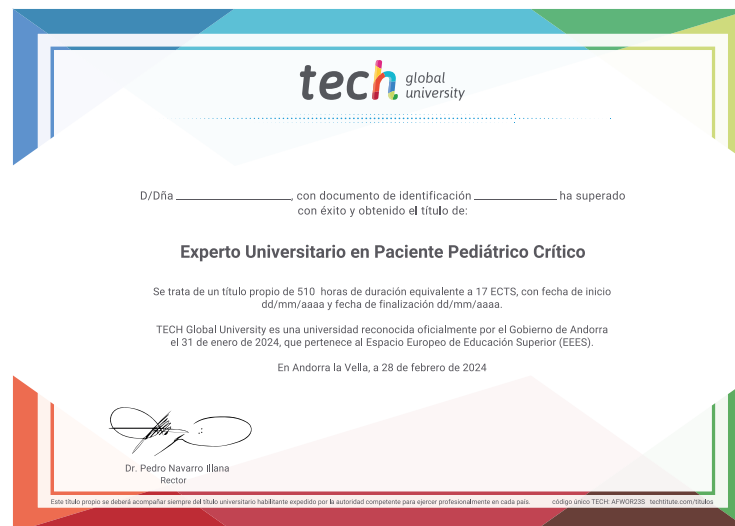 tech global university
D/Dña ____________, con documento de identificación ____________ ha superado
con éxito y obtenido el título de:
Experto Universitario en Paciente Pediátrico Crítico
Se trata de un título propio de 510 horas de duración equivalente a 17 ECTS, con fecha de inicio
dd/mm/aaaa y fecha de finalización dd/mm/aaaa.
TECH Global University es una universidad reconocida oficialmente por el Gobierno de Andorra
el 31 de enero de 2024, que pertenece al Espacio Europeo de Educación Superior (EEES).
En Andorra la Vella, a 28 de febrero de 2024
Dr. Pedro Navarro Illana
Rector
Este título propio se deberá acompañar siempre del título universitario habilitante expedido por la autoridad competente para ejercer profesionalmente en cada país. código único TECH: AFWOR23S techtitute.com/titulos